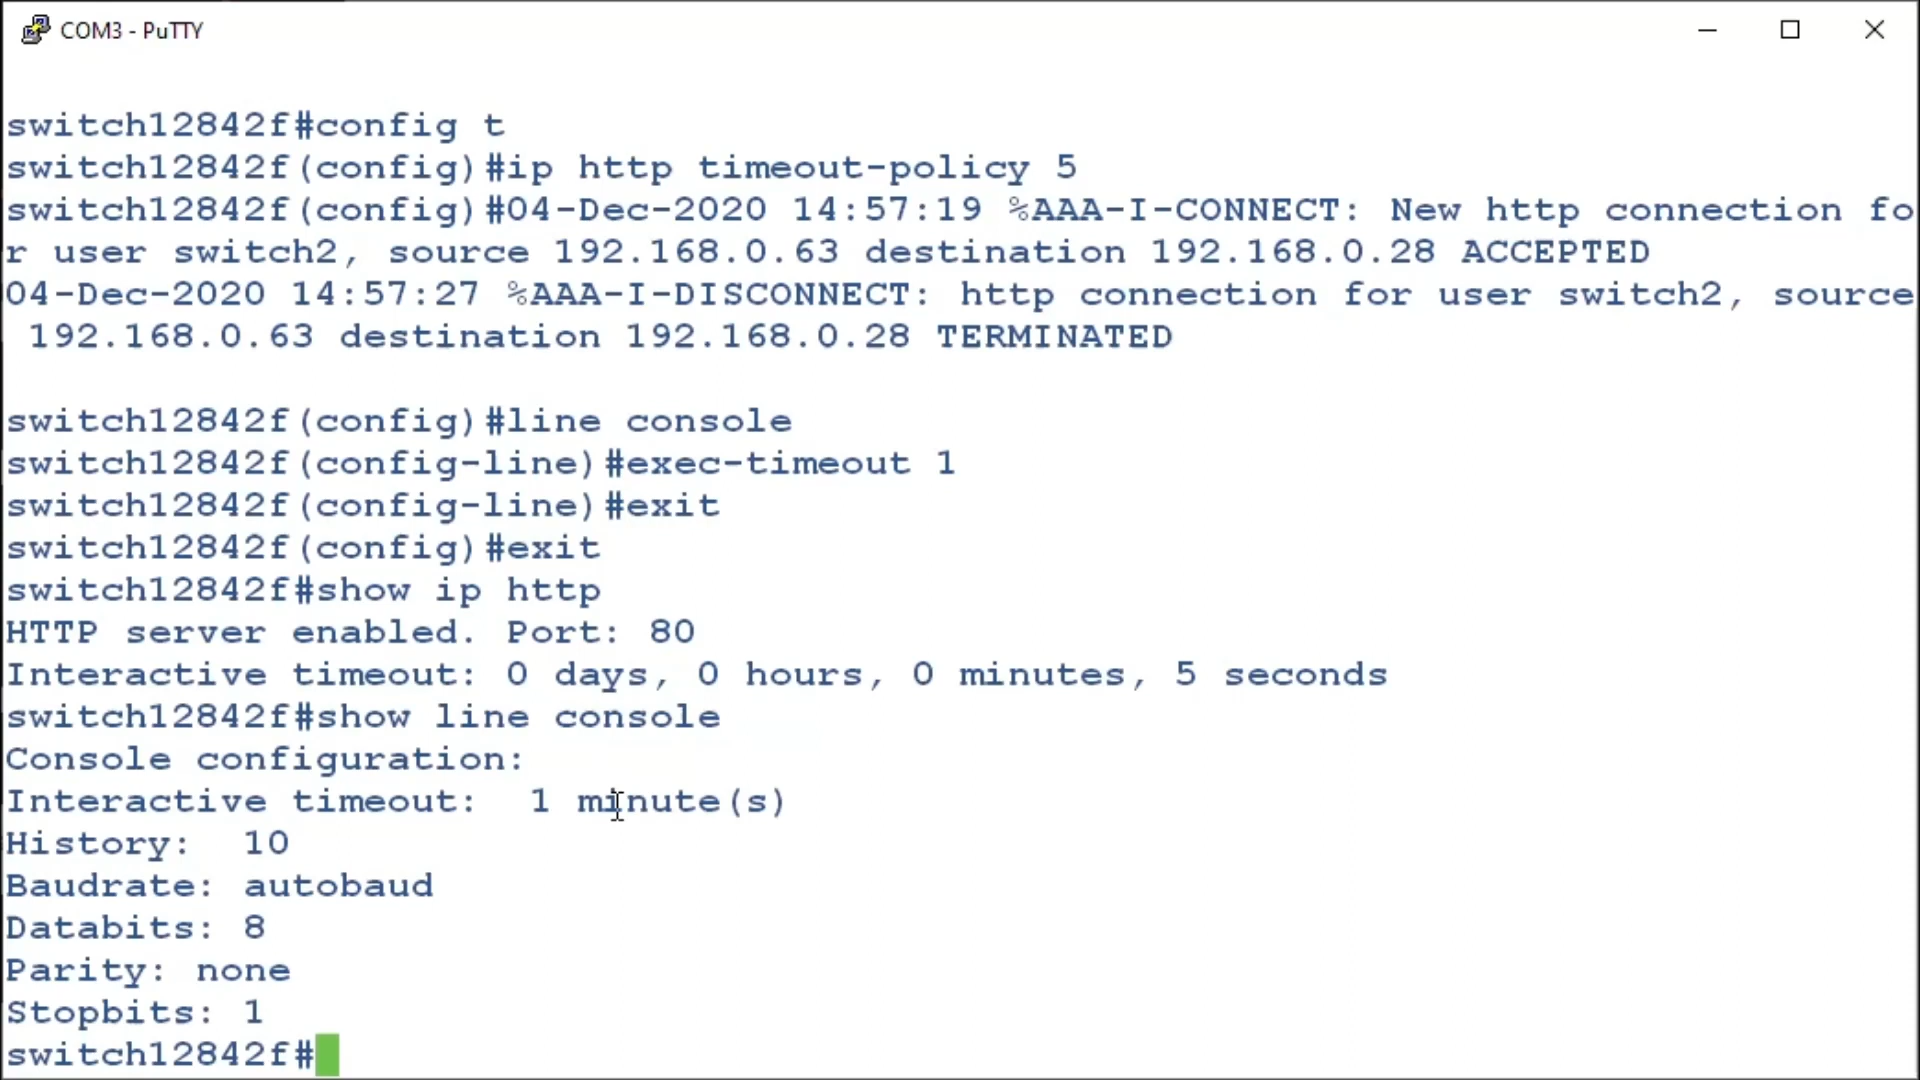 COM3 - PuTTY
switch12842f#config t
switch12842f(config)#ip http timeout-policy 5
switch12842f(config)#04-Dec-2020 14:57:19 %AAA-I-CONNECT: New http connection fo
r user switch2, source 192.168.0.63 destination 192.168.0.28 ACCEPTED
04-Dec-2020 14:57:27 %AAA-I-DISCONNECT: http connection for user switch2, source
 192.168.0.63 destination 192.168.0.28 TERMINATED
switch12842f(config)#line console
switch12842f(config-line)#exec-timeout 1
switch12842f(config-line)#exit
switch12842f(config)#exit
switch12842f#show ip http
HTTP server enabled. Port: 80
Interactive timeout: 0 days, 0 hours, 0 minutes, 5 seconds
switch12842f#show line console
Console configuration:
Interactive timeout:  1 minute(s)
History:  10
Baudrate: autobaud
Databits: 8
Parity: none
Stopbits: 1
switch12842f#